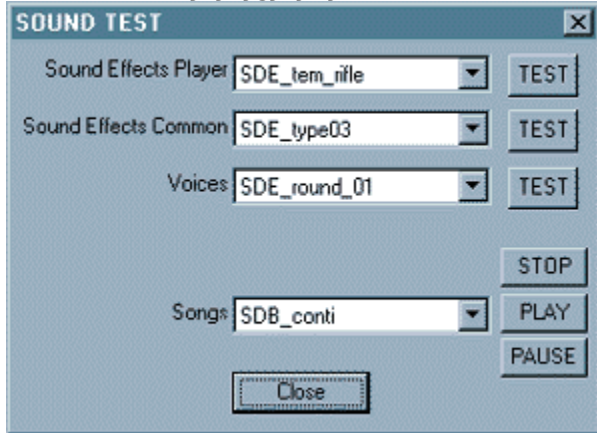 SOUND TEST
Sound Effects Player SDE_tem_rifle TEST
Sound Effects Common SDE_type03 TEST
Voices SDE_round_01 TEST
STOP
Songs SDB_conti PLAY
PAUSE
Close